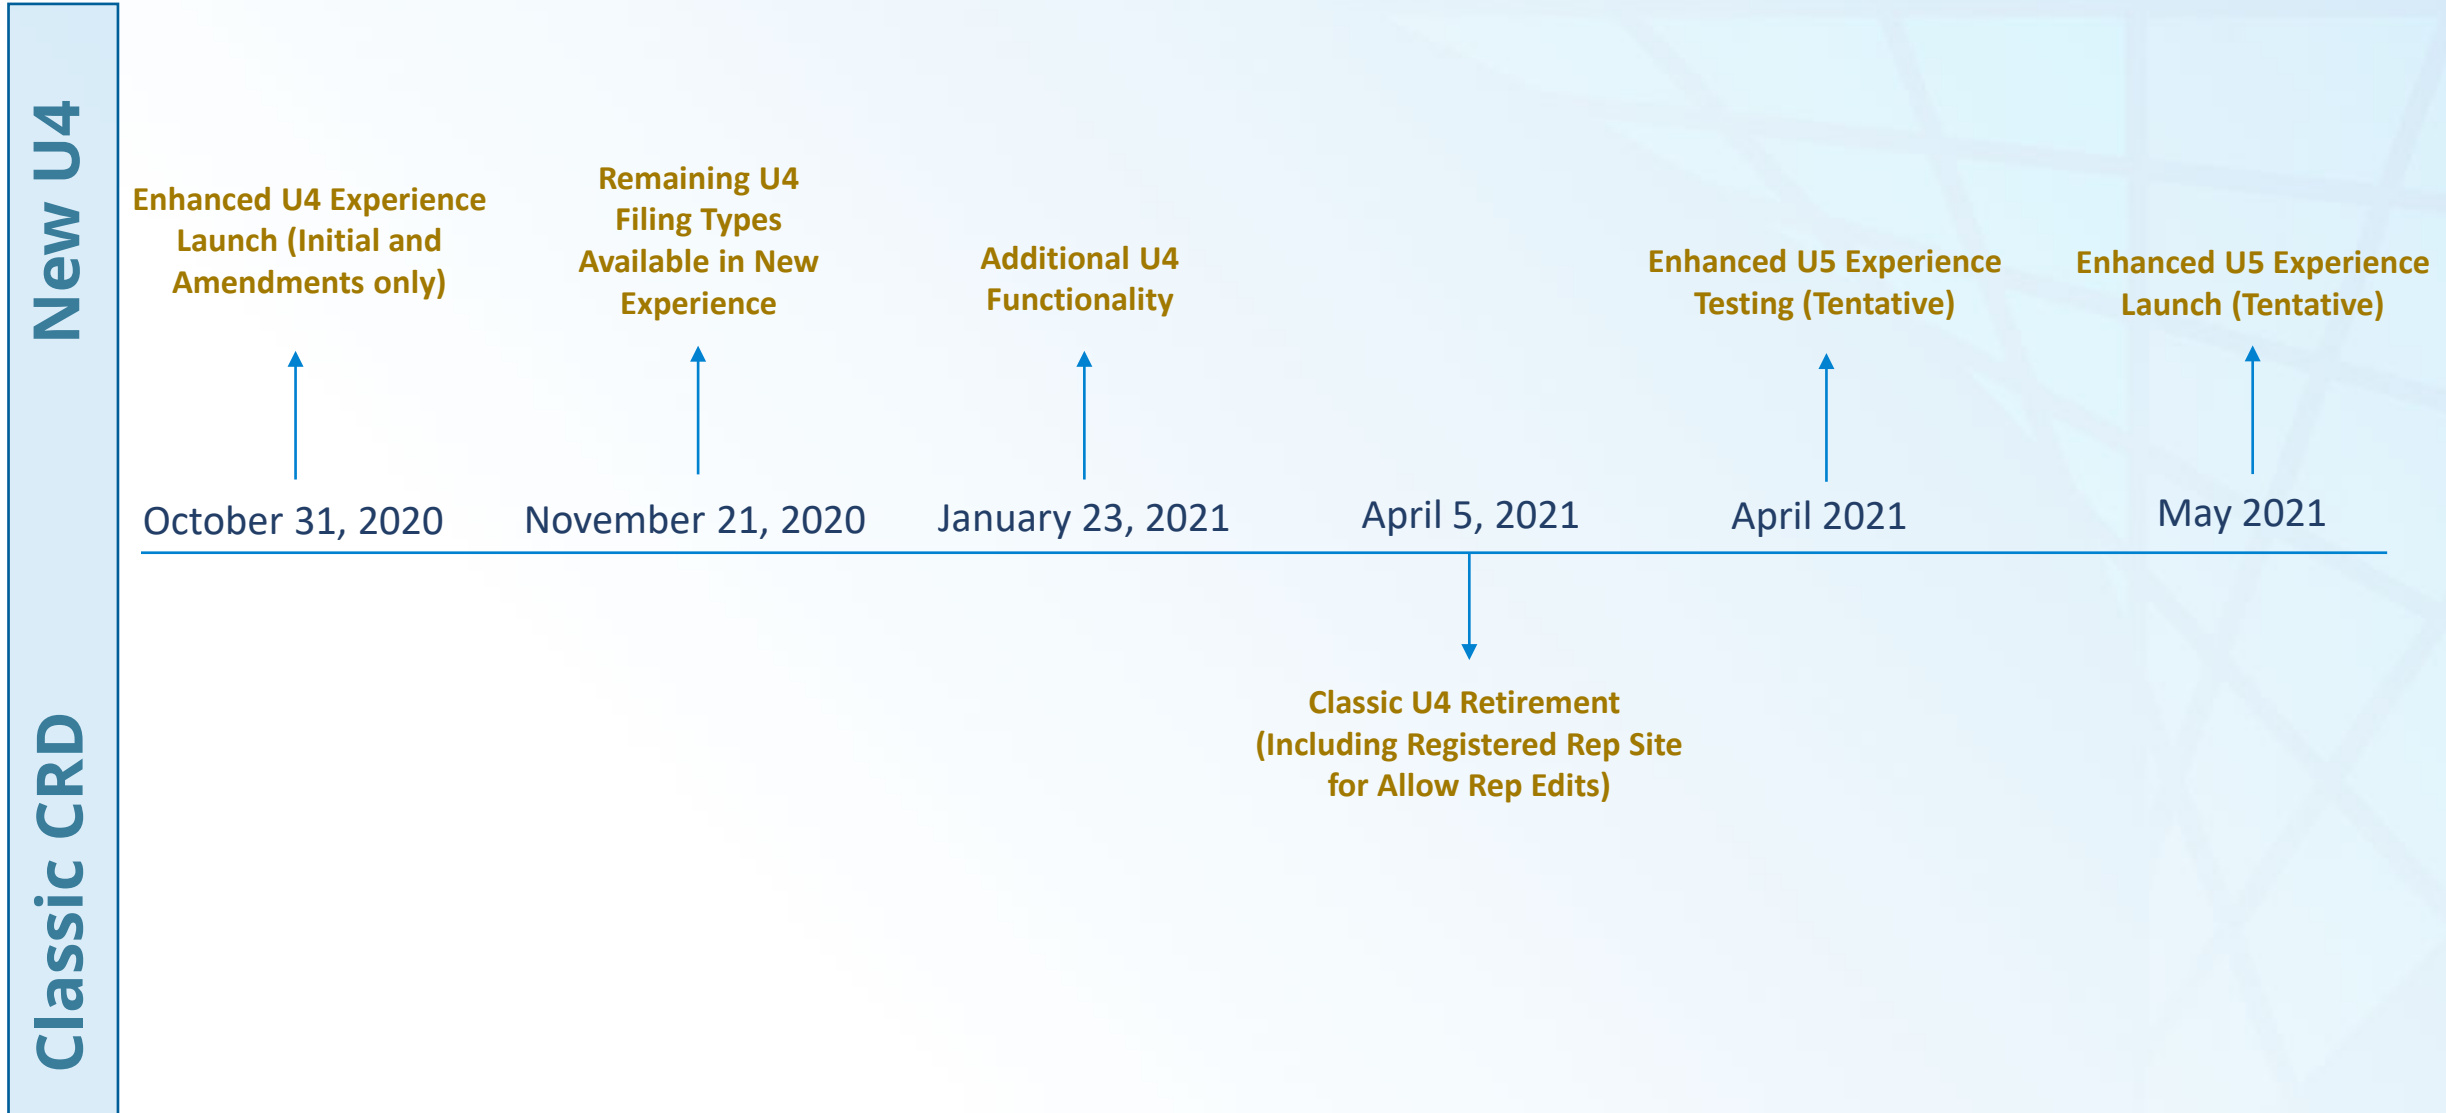 New U4
Enhanced U4 Experience
Launch (Initial and
Amendments only)
Remaining U4
Filing Types
Available in New
Experience
Additional U4
Functionality
Enhanced U5 Experience
Testing (Tentative)
Enhanced U5 Experience
Launch (Tentative)
October 31, 2020
November 21, 2020
January 23, 2021
April 5, 2021
April 2021
May 2021
Classic CRD
Classic U4 Retirement
(Including Registered Rep Site
for Allow Rep Edits)